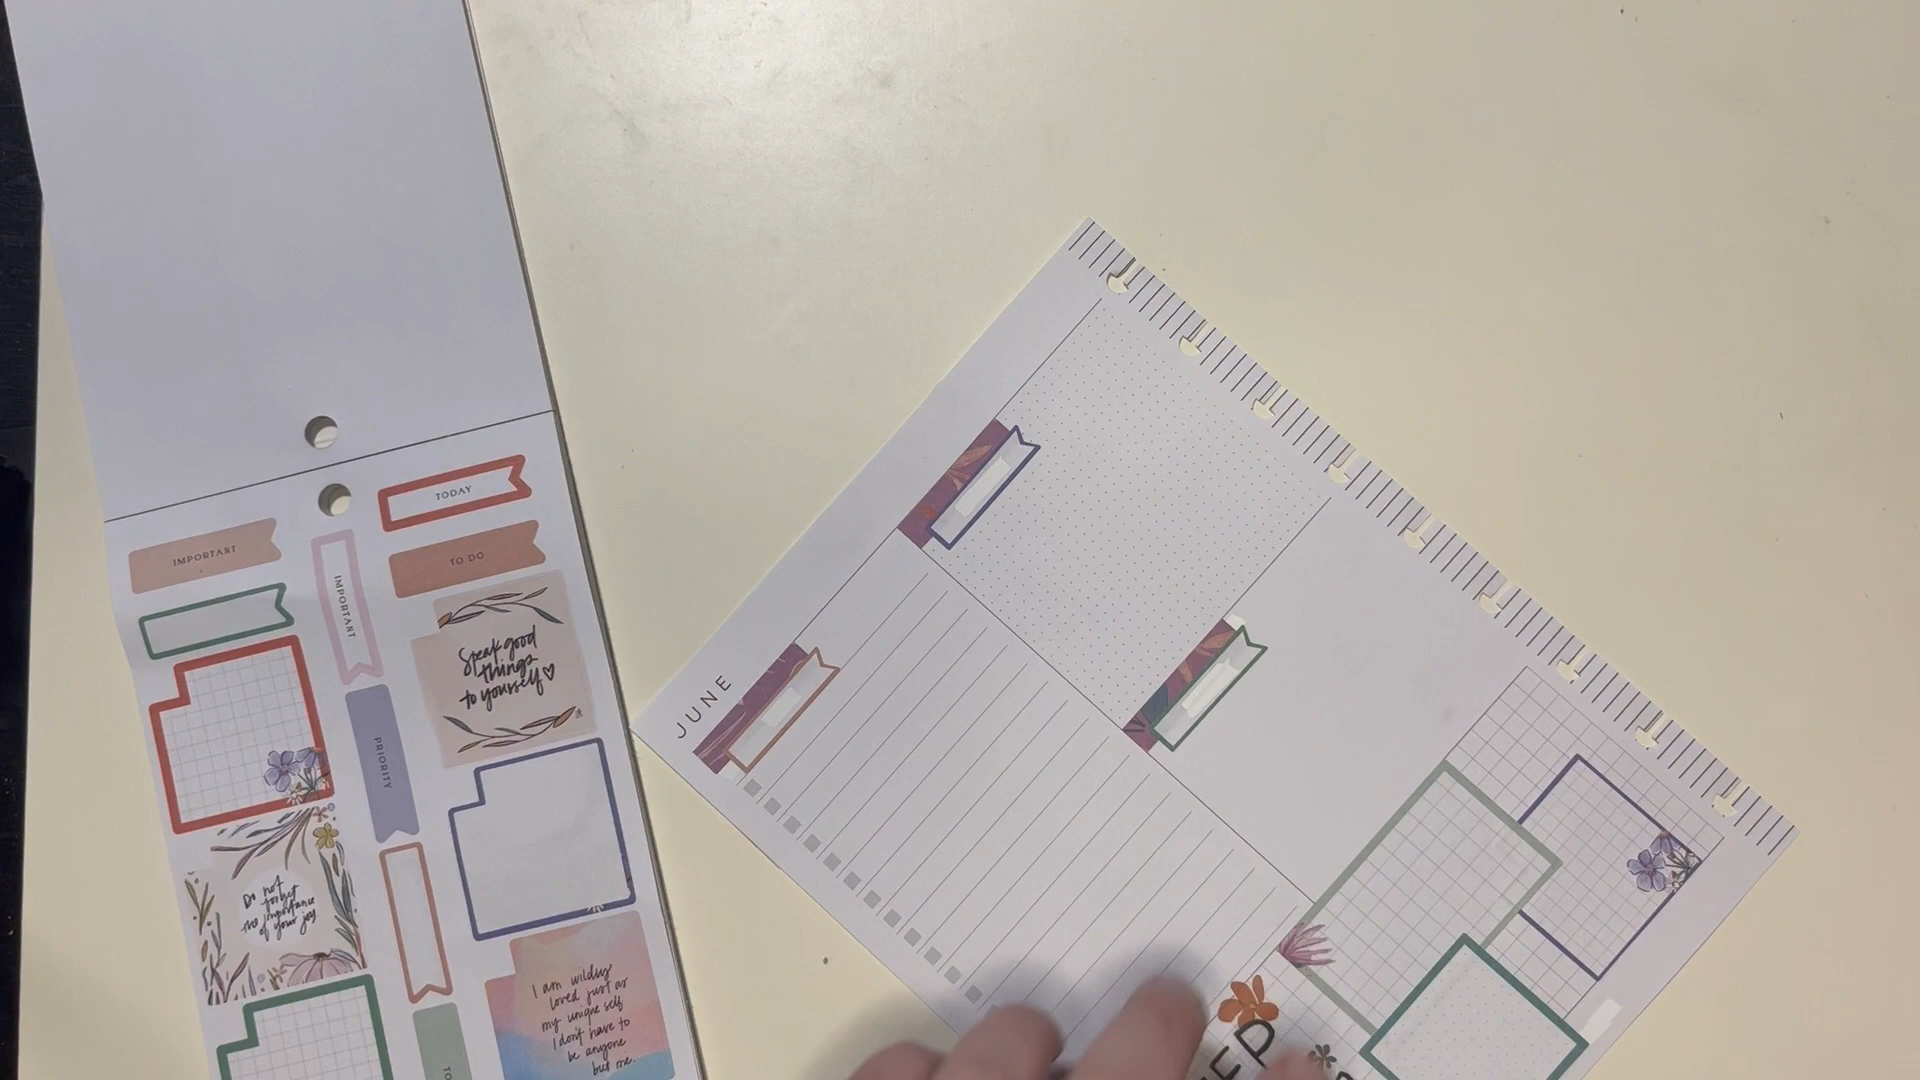 TODAY
IMPORTANT
TO DO
IMPORTANT
Speak good
things
to yourself
PRIORITY
Do not
forget
the importance
of your joy
I am wildly
loved just as
my unique self
I don't have to
be anyone
but me.
JUNE